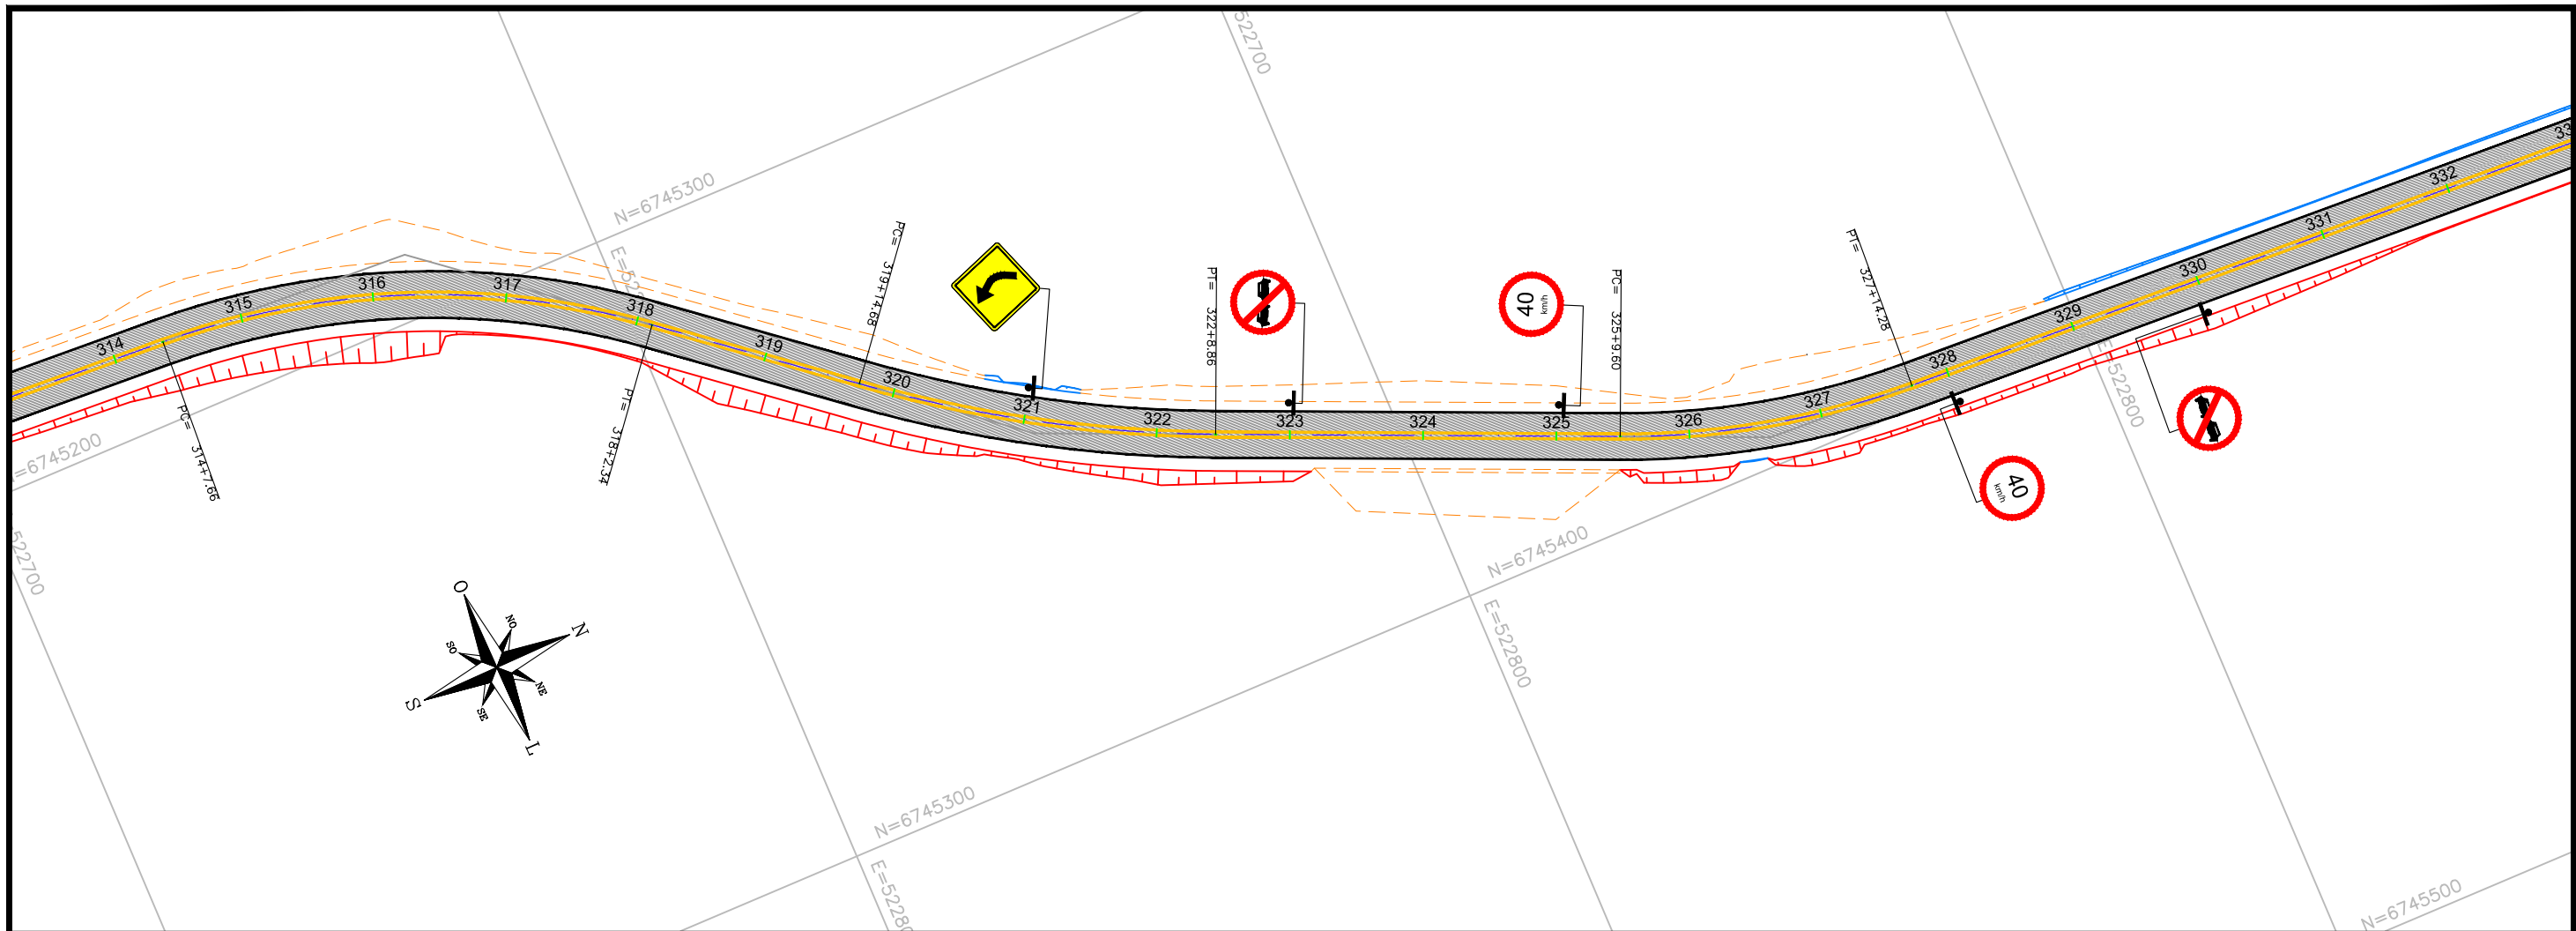 522700
N=6745300
E=522
314
315
316
317
318
319
320
321
322
323
324
325
326
327
328
329
330
331
332
33
PC= 314+7.66
PT= 318+2.34
PC= 319+14.68
PT= 322+8.86
PC= 325+9.60
PT= 327+14.28
40
km/h
40
km/h
=6745200
522700
E=522800
N=6745400
E=522800
N=6745300
E=52280
N=6745500
O
NO
N
SO
NE
S
SE
L